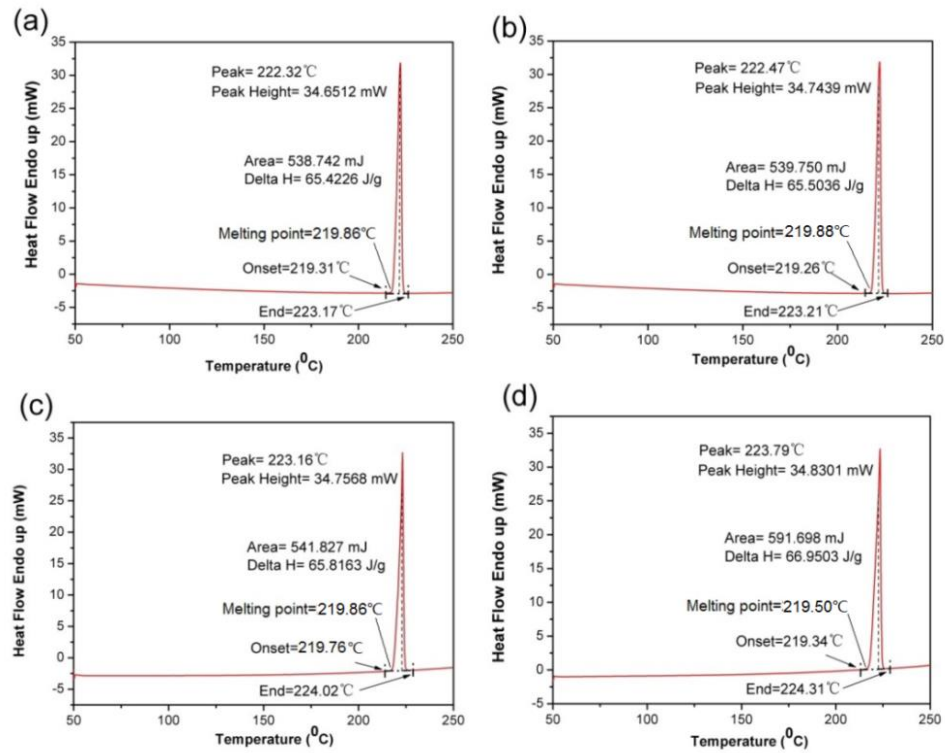 (a)
35
30
25
20
15
10
5
0
-5
Heat Flow Endo up (mW)
Peak= 222.32℃
Peak Height= 34.6512 mW
Area= 538.742 mJ
Delta H= 65.4226 J/g
Melting point=219.86℃
Onset=219.31℃
End=223.17℃
50 100 150 200 250
Temperature (⁰C)
(b)
35
30
25
20
15
10
5
0
-5
Heat Flow Endo up (mW)
Peak= 222.47℃
Peak Height= 34.7439 mW
Area= 539.750 mJ
Delta H= 65.5036 J/g
Melting point=219.88℃
Onset=219.26℃
End=223.21℃
50 100 150 200 250
Temperature (⁰C)
(c)
35
30
25
20
15
10
5
0
-5
Heat Flow Endo up (mW)
Peak= 223.16℃
Peak Height= 34.7568 mW
Area= 541.827 mJ
Delta H= 65.8163 J/g
Melting point=219.86℃
Onset=219.76℃
End=224.02℃
50 100 150 200 250
Temperature (⁰C)
(d)
35
30
25
20
15
10
5
0
-5
Heat Flow Endo up (mW)
Peak= 223.79℃
Peak Height= 34.8301 mW
Area= 591.698 mJ
Delta H= 66.9503 J/g
Melting point=219.50℃
Onset=219.34℃
End=224.31℃
50 100 150 200 250
Temperature (⁰C)